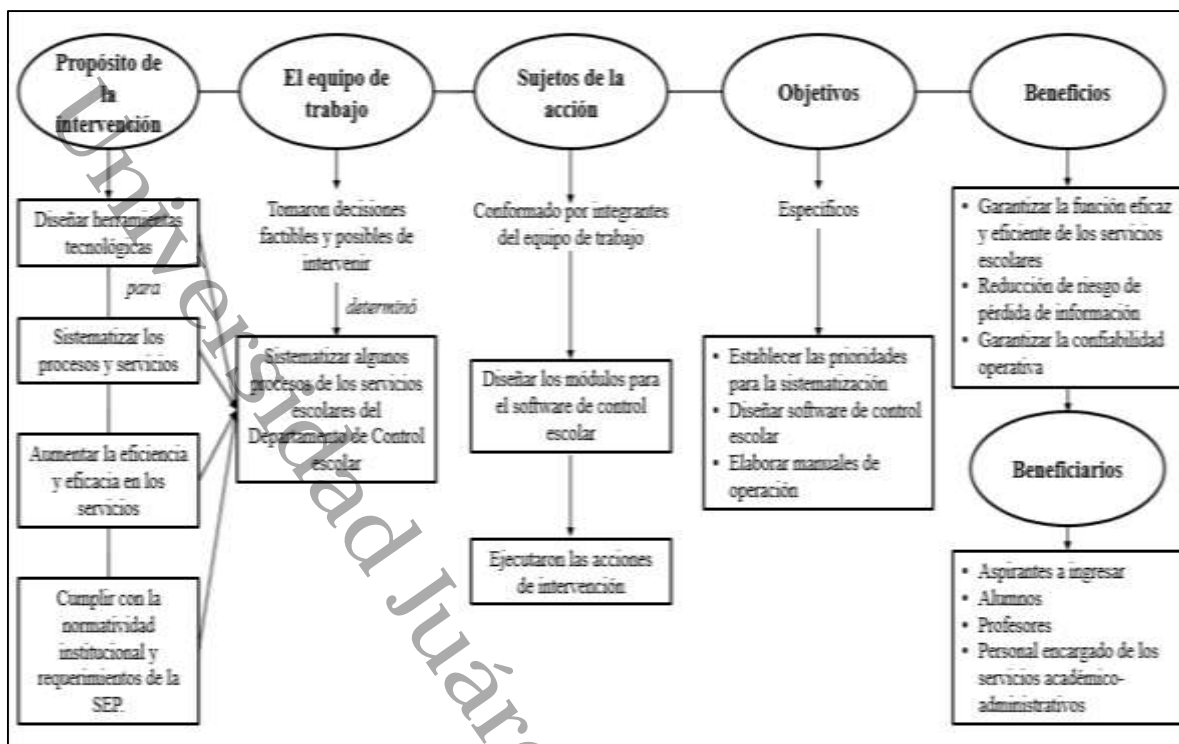 Propósito de
la
intervención
El equipo de
trabajo
Sujetos de la
acción
Objetivos
Beneficios
Diseñar herramientas
tecnológicas
para
Sistematizar los
procesos y servicios
Aumentar la eficiencia
y eficacia en los
servicios
Cumplir con la
normatividad
institucional y
requerimientos de la
SEP.
Tomaron decisiones
factibles y posibles de
intervenir
determinó
Sistematizar algunos
procesos de los servicios
escolares del
Departamento de Control
escolar
Conformado por integrantes
del equipo de trabajo
Diseñar los módulos para
el software de control
escolar
Ejecutaron las acciones
de intervención
Específicos
• Establecer las prioridades
para la sistematización
• Diseñar software de control
escolar
• Elaborar manuales de
operación
• Garantizar la función eficaz
y eficiente de los servicios
escolares
• Reducción de riesgo de
pérdida de información
• Garantizar la confiabilidad
operativa
Beneficiarios
• Aspirantes a ingresar
• Alumnos
• Profesores
• Personal encargado de los
servicios académico-
administrativos
Universidad Juár